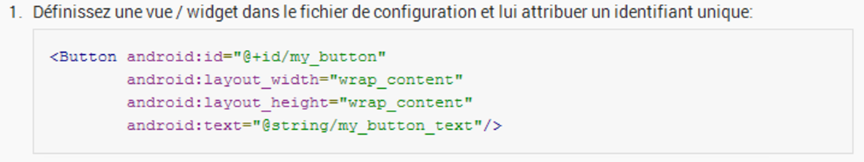 1. Définissez une vue / widget dans le fichier de configuration et lui attribuer un identifiant unique:
<Button android:id="@+id/my_button"
android:layout_width="wrap_content"
android:layout_height="wrap_content"
android:text="@string/my_button_text"/>